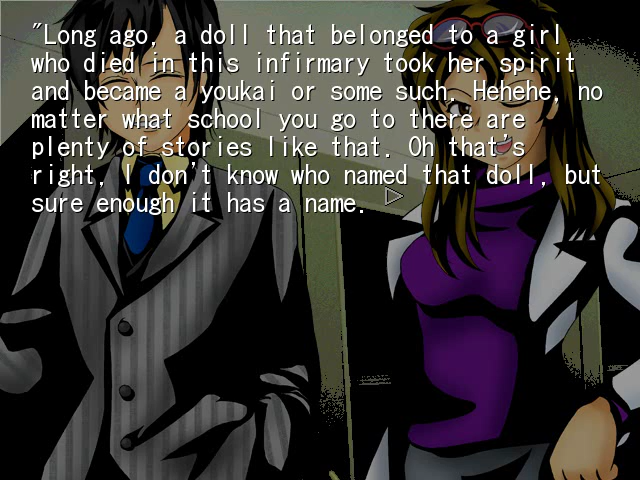 "Long ago, a doll that belonged to a girl
who died in this infirmary took her spirit
and became a youkai or some such. Hehehe, no
matter what school you go to there are
plenty of stories like that. Oh that's
right, I don't know who named that doll, but
sure enough it has a name.